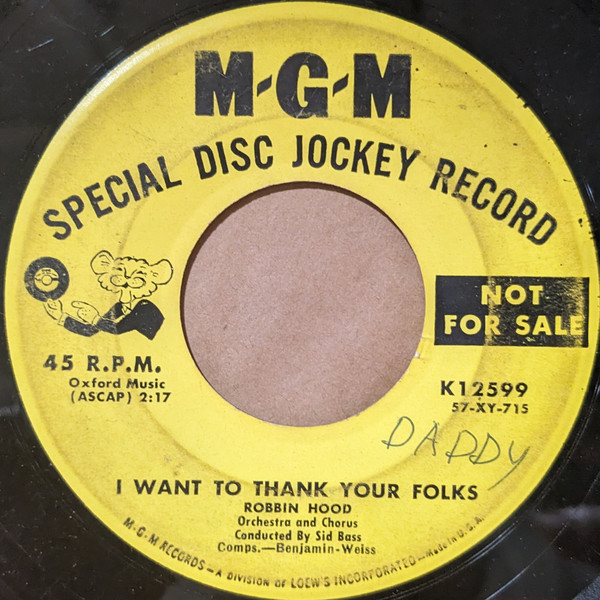 M-G-M
SPECIAL DISC JOCKEY RECORD
NOT
FOR SALE
45 R.P.M.
Oxford Music
(ASCAP) 2:17
K12599
57-XY-715
DADDY
I WANT TO THANK YOUR FOLKS
ROBBIN HOOD
Orchestra and Chorus
Conducted By Sid Bass
Comps.—Benjamin-Weiss
M-G-M RECORDS—A DIVISION OF LOEW'S INCORPORATED—Made in U.S.A.